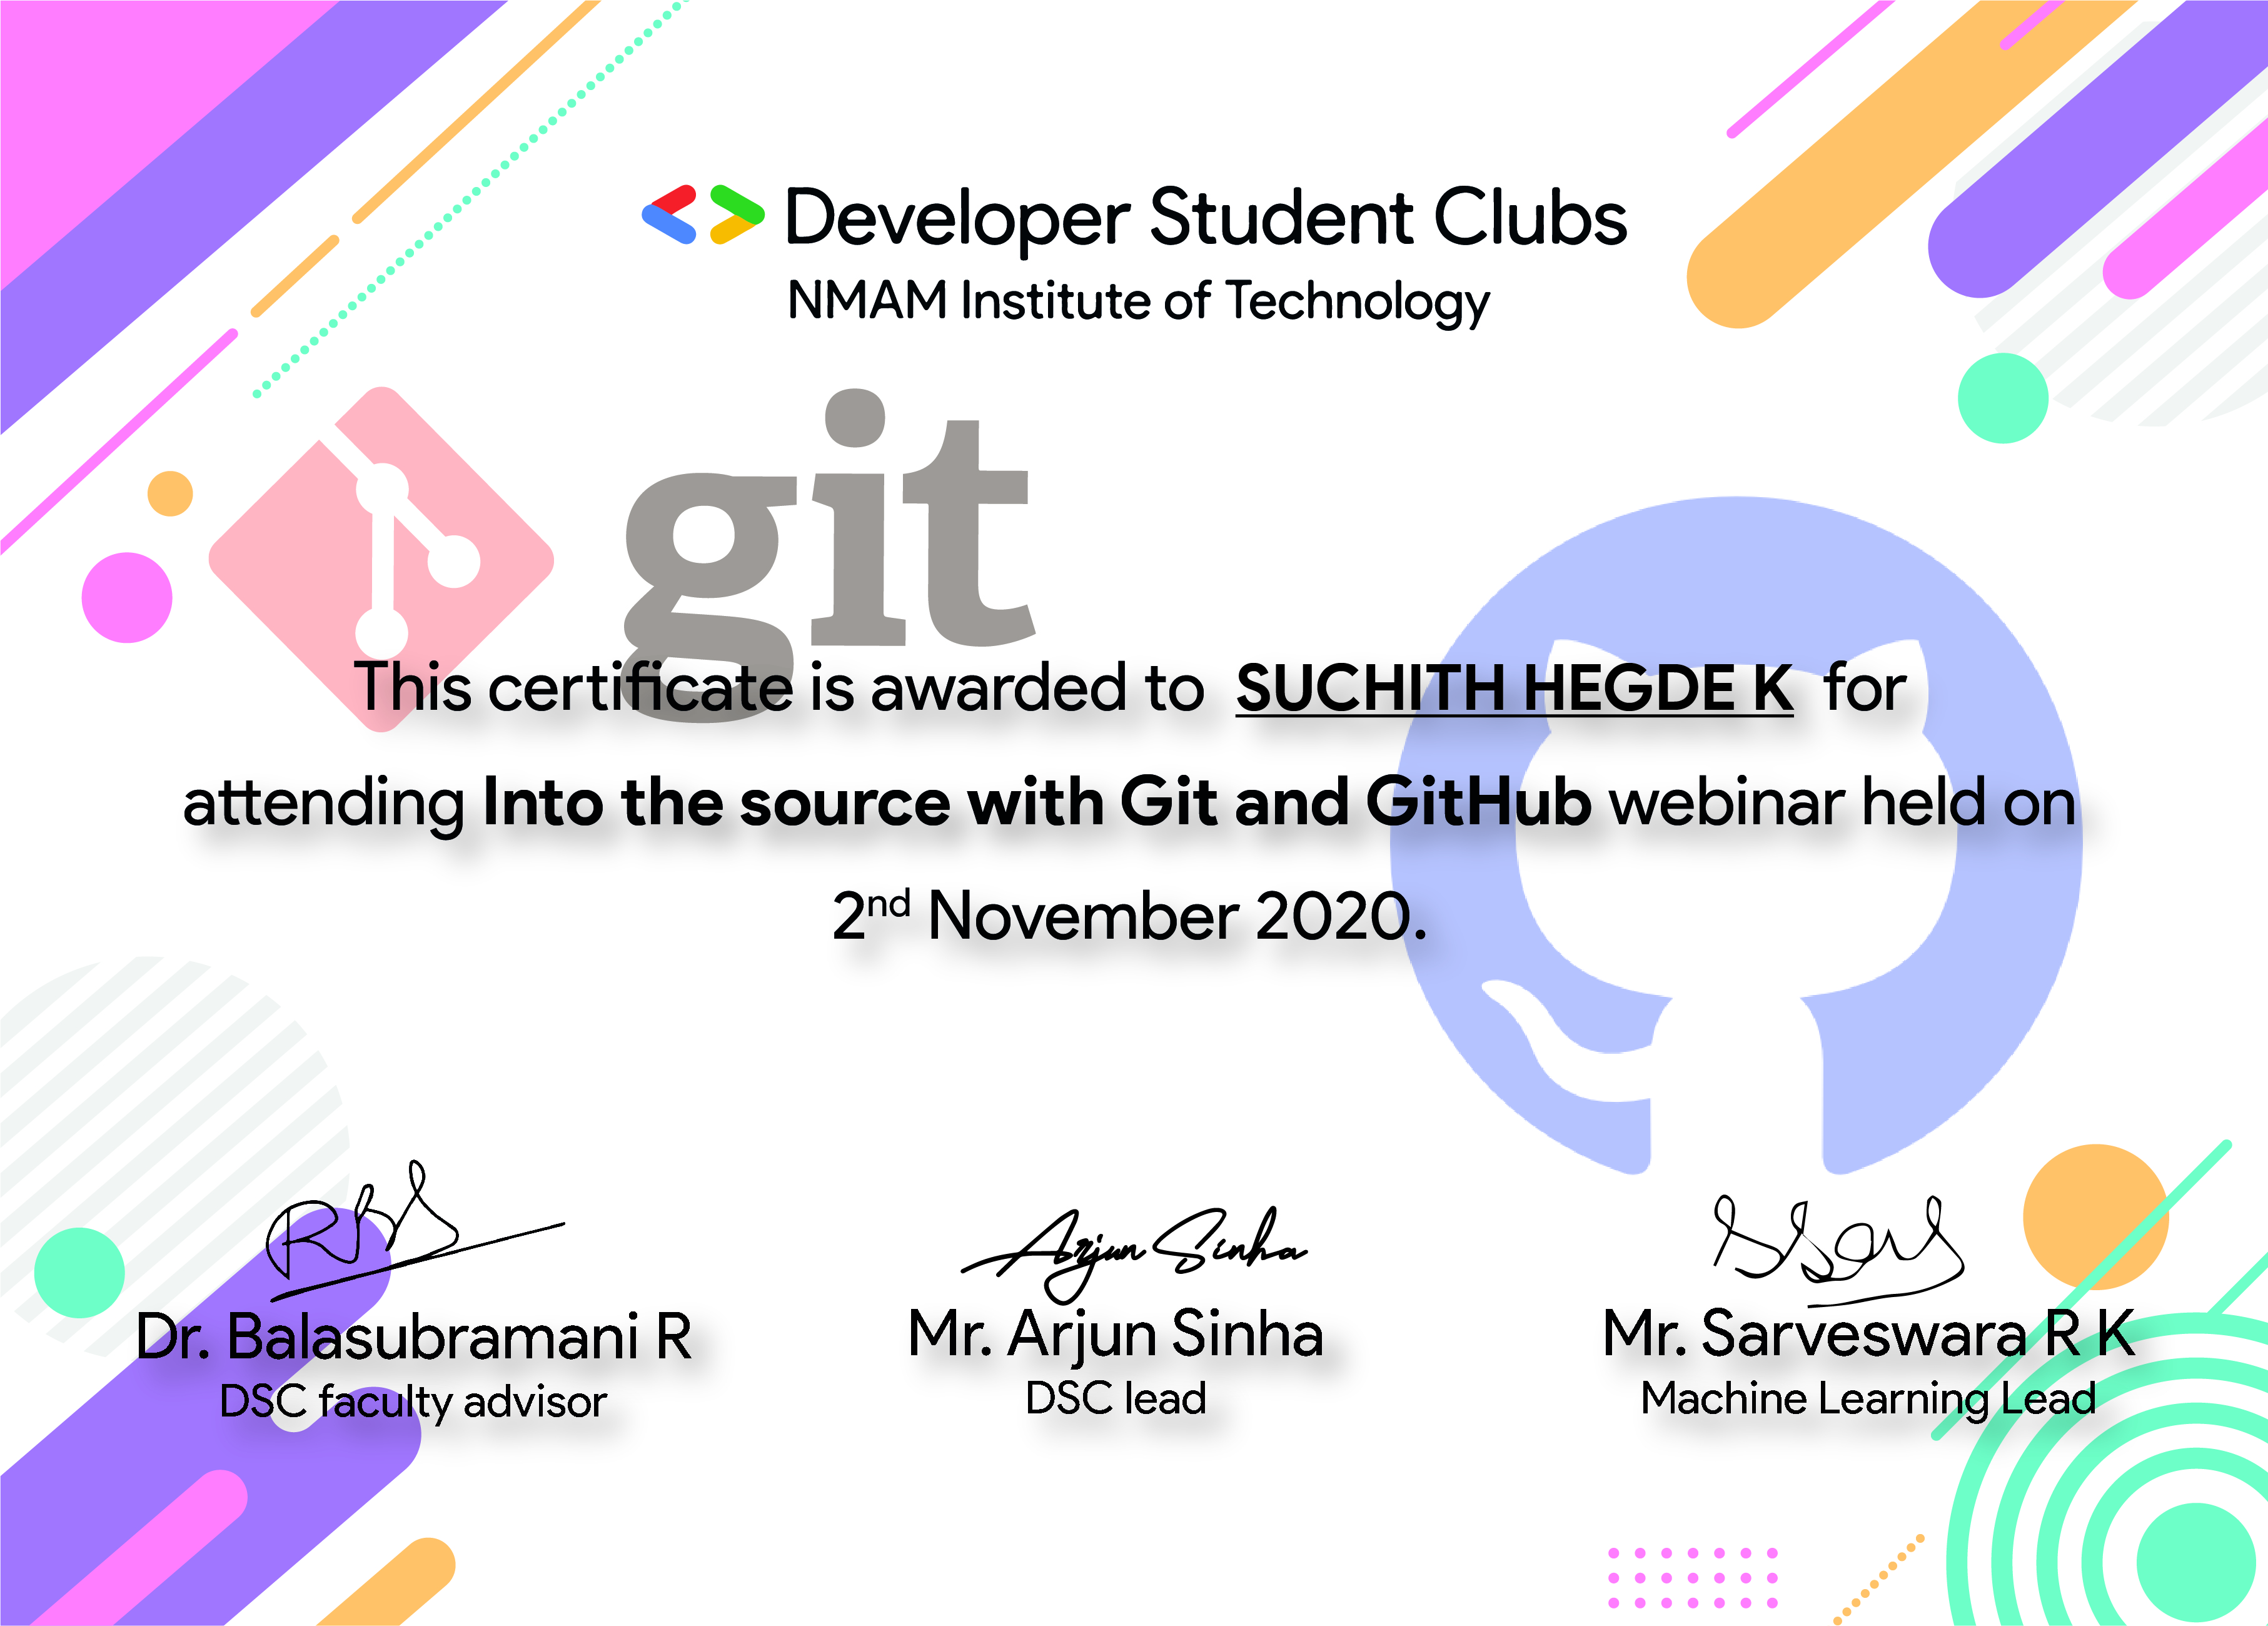 Developer Student Clubs
NMAM Institute of Technology
git
This certificate is awarded to SUCHITH HEGDE K for
attending Into the source with Git and GitHub webinar held on
2nd November 2020.
Arjun Sinha
Dr. Balasubramani R
Mr. Arjun Sinha
Mr. Sarveswara R K
DSC faculty advisor
DSC lead
Machine Learning Lead